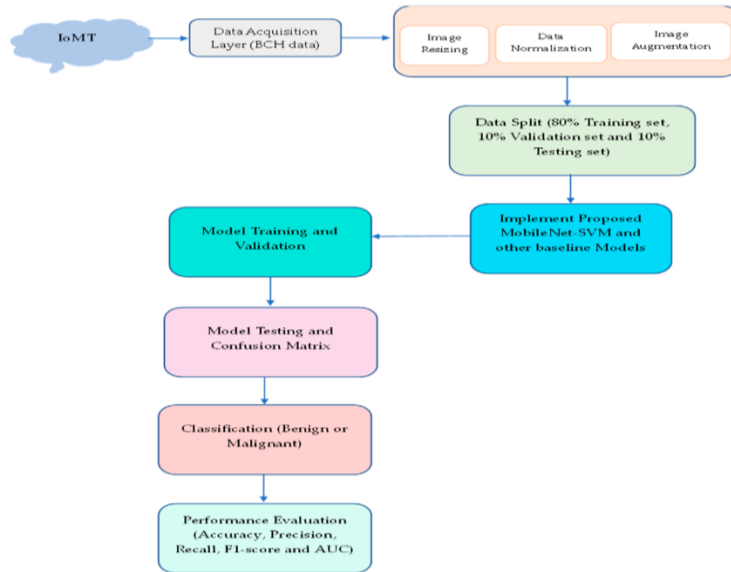 IoMT
Data Acquisition
Layer (BCH data)
Image
Resizing
Data
Normalization
Image
Augmentation
Data Split (80% Training set,
10% Validation set and 10%
Testing set)
Implement Proposed
MobileNet-SVM and
other baseline Models
Model Training and
Validation
Model Testing and
Confusion Matrix
Classification (Benign or
Malignant)
Performance Evaluation
(Accuracy, Precision,
Recall, F1-score and AUC)